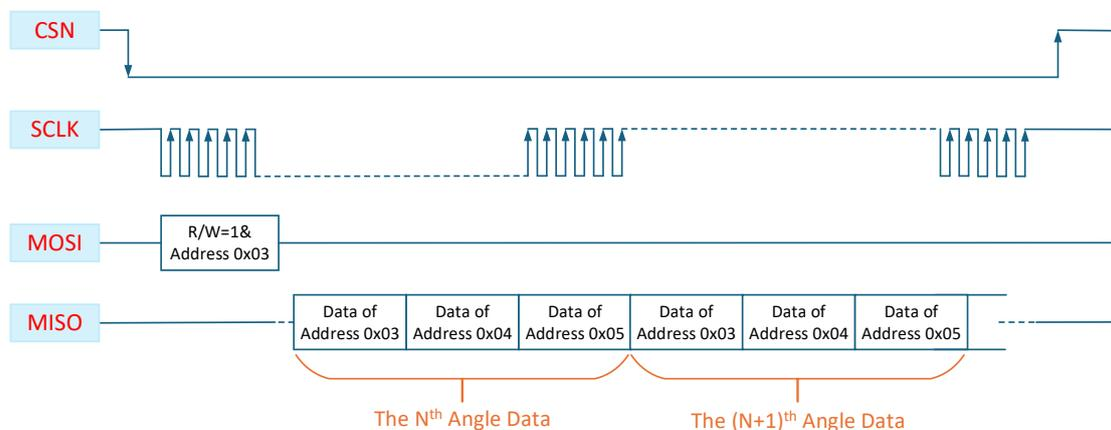 CSN
SCLK
MOSI
R/W=1&
Address 0x03
MISO
Data of
Address 0x03
Data of
Address 0x04
Data of
Address 0x05
Data of
Address 0x03
Data of
Address 0x04
Data of
Address 0x05
The Nth Angle Data
The (N+1)th Angle Data